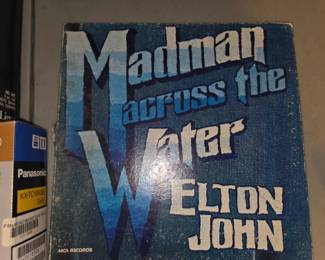 Madman
across the
Water
ELTON
JOHN
MCA RECORDS
Panasonic